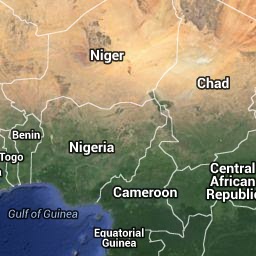 Niger
Chad
Benin
Nigeria
Togo
Central
African
Republic
Cameroon
Gulf of Guinea
Equatorial
Guinea